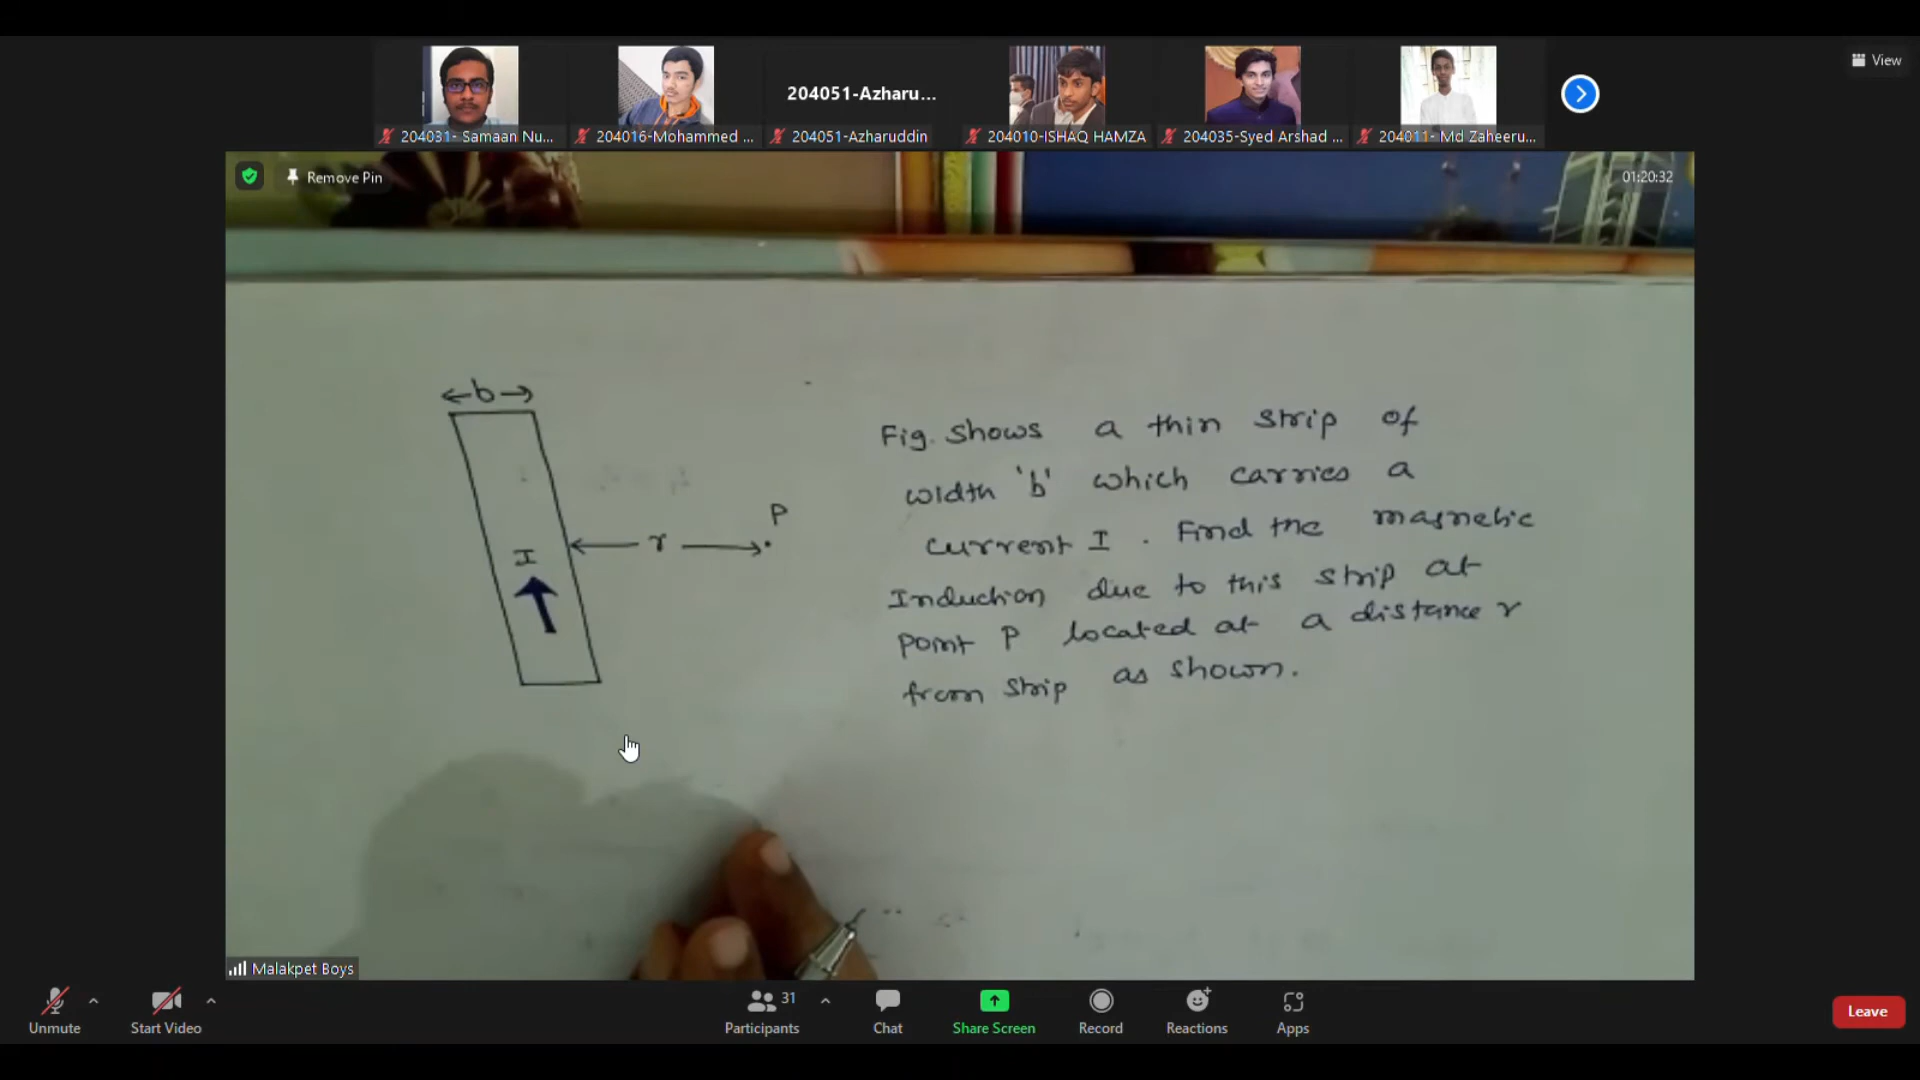 View
204051-Azharu...
204031- Samaan Nu...
204016-Mohammed ...
204051-Azharuddin
204010-ISHAQ HAMZA
204035-Syed Arshad ...
204011- Md Zaheeru...
Remove Pin
01:20:32
b
I
r
P
Fig. Shows a thin strip of
width 'b' which carries a
current I . Find the magnetic
Induction due to this strip at
point P located at a distance r
from strip as shown.
Malakpet Boys
Unmute
Start Video
Participants
31
Chat
Share Screen
Record
Reactions
Apps
Leave